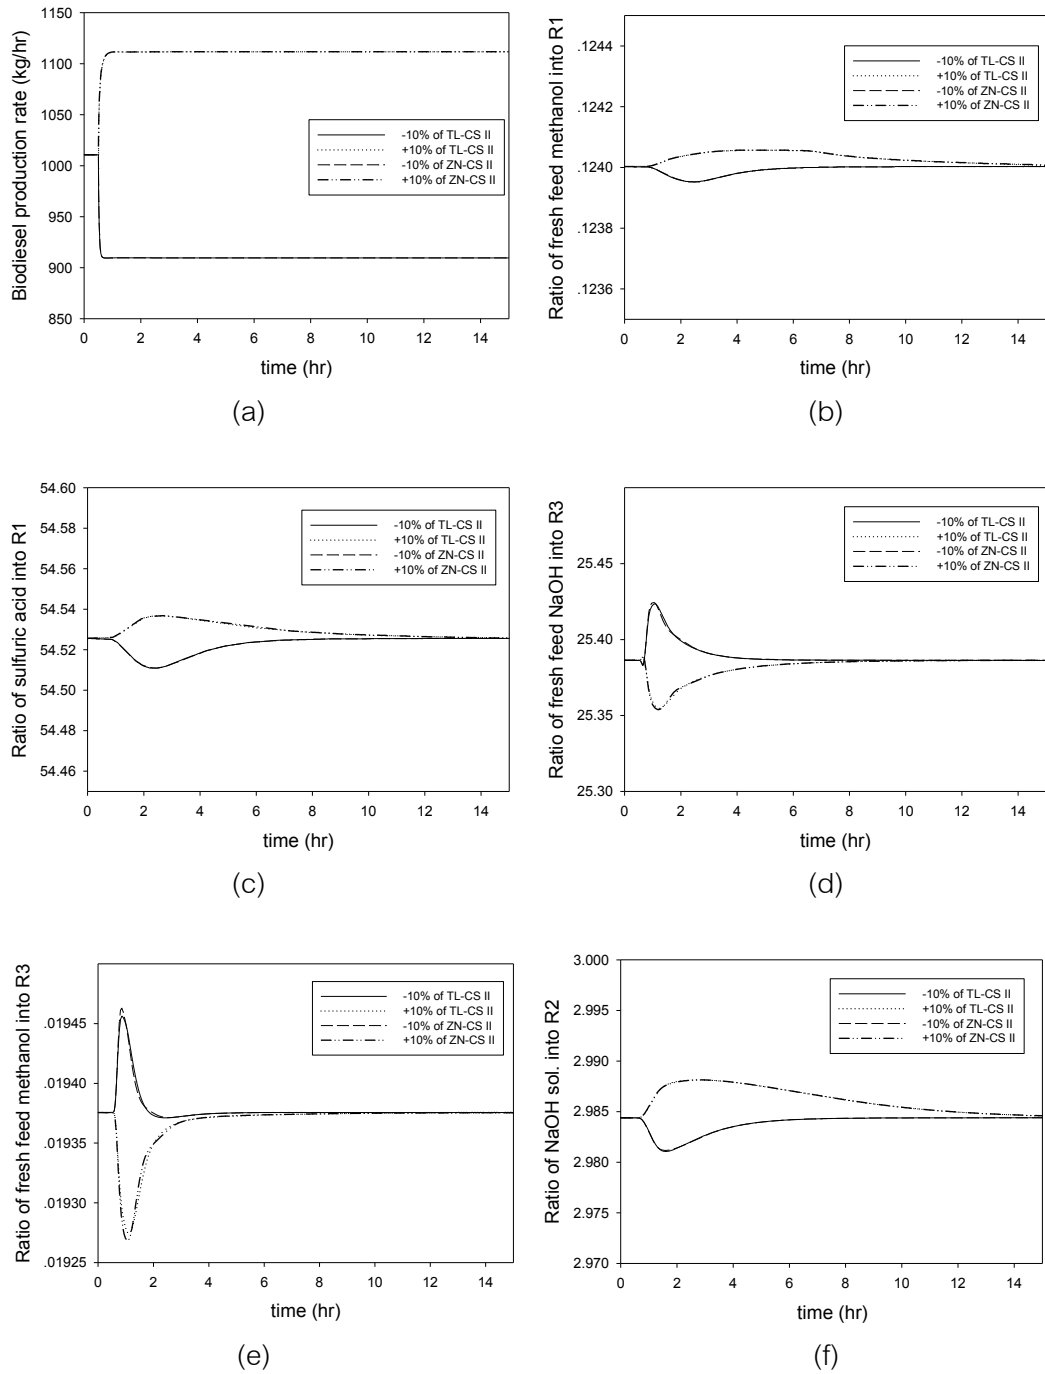 Biodiesel production rate (kg/hr)
1150
1100
1050
1000
950
900
850
-10% of TL-CS II
+10% of TL-CS II
-10% of ZN-CS II
+10% of ZN-CS II
0 2 4 6 8 10 12 14
time (hr)
(a)
Ratio of fresh feed methanol into R1
.1244
.1242
.1240
.1238
.1236
-10% of TL-CS II
+10% of TL-CS II
-10% of ZN-CS II
+10% of ZN-CS II
0 2 4 6 8 10 12 14
time (hr)
(b)
Ratio of sulfuric acid into R1
54.60
54.58
54.56
54.54
54.52
54.50
54.48
54.46
-10% of TL-CS II
+10% of TL-CS II
-10% of ZN-CS II
+10% of ZN-CS II
0 2 4 6 8 10 12 14
time (hr)
(c)
Ratio of fresh feed NaOH into R3
25.45
25.40
25.35
25.30
-10% of TL-CS II
+10% of TL-CS II
-10% of ZN-CS II
+10% of ZN-CS II
0 2 4 6 8 10 12 14
time (hr)
(d)
Ratio of fresh feed methanol into R3
.01945
.01940
.01935
.01930
.01925
-10% of TL-CS II
+10% of TL-CS II
-10% of ZN-CS II
+10% of ZN-CS II
0 2 4 6 8 10 12 14
time (hr)
(e)
Ratio of NaOH sol. into R2
3.000
2.995
2.990
2.985
2.980
2.975
2.970
-10% of TL-CS II
+10% of TL-CS II
-10% of ZN-CS II
+10% of ZN-CS II
0 2 4 6 8 10 12 14
time (hr)
(f)